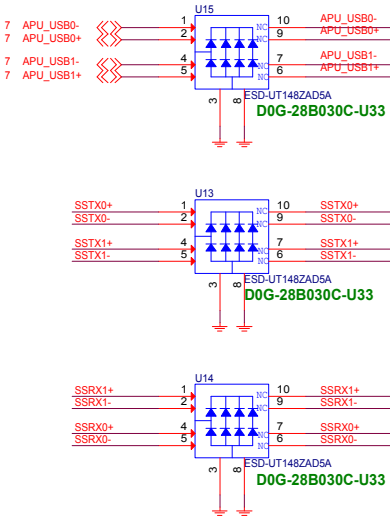 U15
7 APU_USB0- 1 NC 10 APU_USB0-
7 APU_USB0+ 2 NC 9 APU_USB0+
7 APU_USB1- 4 NC 7 APU_USB1-
7 APU_USB1+ 5 NC 6 APU_USB1+
3 8 ESD-UT148ZAD5A
D0G-28B030C-U33
U13
SSTX0+ 1 NC 10 SSTX0+
SSTX0- 2 NC 9 SSTX0-
SSTX1+ 4 NC 7 SSTX1+
SSTX1- 5 NC 6 SSTX1-
3 8 ESD-UT148ZAD5A
D0G-28B030C-U33
U14
SSRX1+ 1 NC 10 SSRX1+
SSRX1- 2 NC 9 SSRX1-
SSRX0+ 4 NC 7 SSRX0+
SSRX0- 5 NC 6 SSRX0-
3 8 ESD-UT148ZAD5A
D0G-28B030C-U33